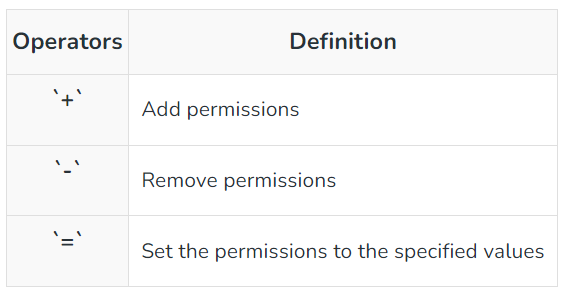 Operators Definition
`+` Add permissions
`-` Remove permissions
`=` Set the permissions to the specified values